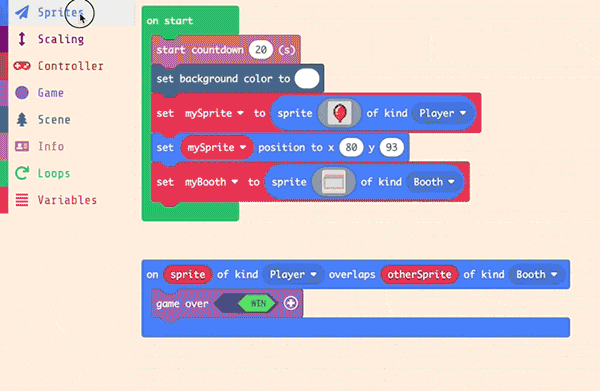 Sprites
Scaling
Controller
Game
Scene
Info
Loops
Variables
on start
start countdown 20 (s)
set background color to
set mySprite to sprite of kind Player
set mySprite position to x 80 y 93
set myBooth to sprite of kind Booth
on sprite of kind Player overlaps otherSprite of kind Booth
game over WIN